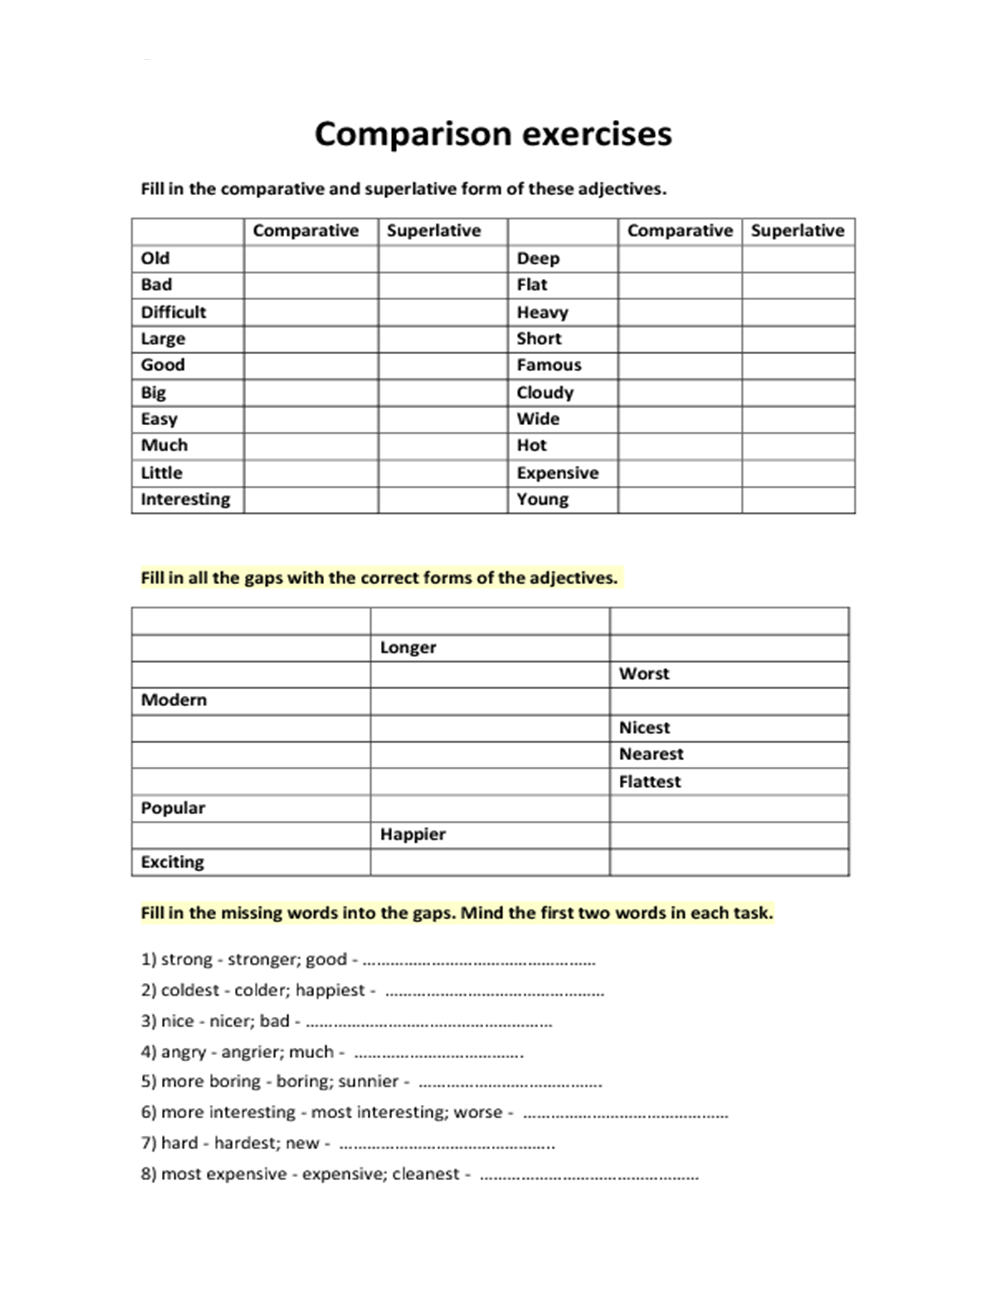 Comparison exercises
Fill in the comparative and superlative form of these adjectives.
Comparative Superlative Comparative Superlative
Old Deep
Bad Flat
Difficult Heavy
Large Short
Good Famous
Big Cloudy
Easy Wide
Much Hot
Little Expensive
Interesting Young
Fill in all the gaps with the correct forms of the adjectives.
Longer
Worst
Modern
Nicest
Nearest
Flattest
Popular
Happier
Exciting
Fill in the missing words into the gaps. Mind the first two words in each task.
1) strong - stronger; good - ……………………………………………
2) coldest - colder; happiest - …………………………………………
3) nice - nicer; bad - ………………………………………………
4) angry - angrier; much - ……………………………….
5) more boring - boring; sunnier - ………………………………….
6) more interesting - most interesting; worse - ………………………………………
7) hard - hardest; new - ………………………………………..
8) most expensive - expensive; cleanest - …………………………………………